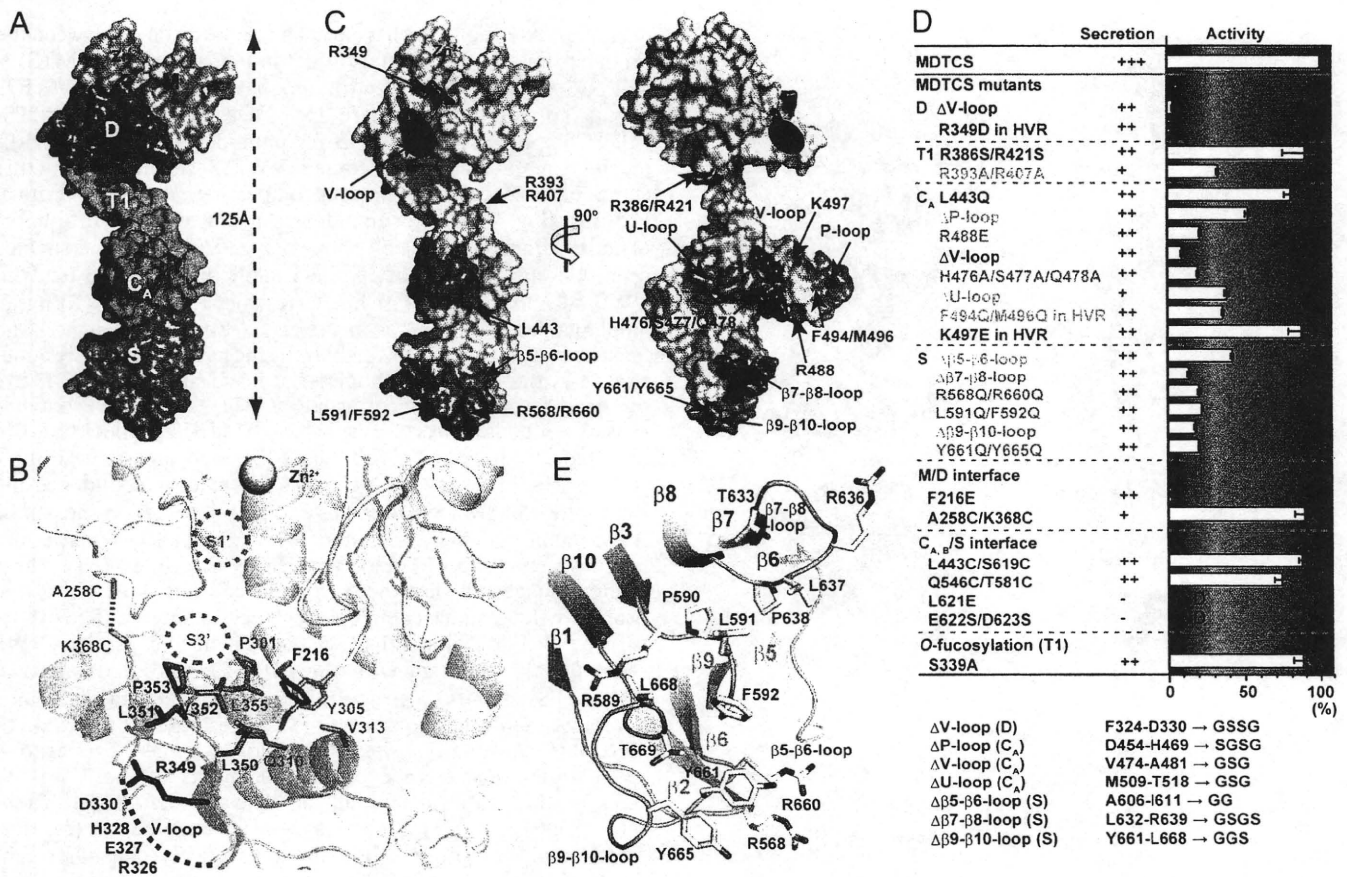 A
D
T1
C_A
S
125Å
C
R349
Zn²⁺
V-loop
R393
R407
90°
L443
β5-β6-loop
L591/F592
R568/R660
R386/R421
U-loop
V-loop
K497
P-loop
H476/S477/Q478
F494/M496
R488
Y661/Y665
β7-β8-loop
β9-β10-loop
B
Zn²⁺
S1'
A258C
K368C
S3'
P301
F216
P353
L351
V352
L355
Y305
V313
R349
L350
Q310
D330
H328
V-loop
E327
R326
E
β8
T633
R636
β7
β7-β8
loop
β3
β6
β10
P590
L637
L591
P638
β1
β9
β5
R589
L668
F592
T669
β6
β5-β6-loop
Y661
β2
R660
R568
β9-β10-loop
Y665
D
Secretion Activity
MDTCS +++
MDTCS mutants
D ΔV-loop ++
R349D in HVR ++
T1 R386S/R421S ++
R393A/R407A +
C_A L443Q ++
ΔP-loop ++
R488E ++
ΔV-loop ++
H476A/S477A/Q478A ++
ΔU-loop +
F494Q/M496Q in HVR ++
K497E in HVR ++
S Δβ5-β6-loop ++
Δβ7-β8-loop ++
R568Q/R660Q ++
L591Q/F592Q ++
Δβ9-β10-loop ++
Y661Q/Y665Q ++
M/D interface
F216E ++
A258C/K368C +
C_A,B/S interface
L443C/S619C ++
Q546C/T581C ++
L621E -
E622S/D623S -
O-fucosylation (T1)
S339A ++
0 50 100
(%)
ΔV-loop (D) F324-D330 → GSSG
ΔP-loop (C_A) D454-H469 → SGSG
ΔV-loop (C_A) V474-A481 → GSG
ΔU-loop (C_A) M509-T518 → GSG
Δβ5-β6-loop (S) A606-I611 → GG
Δβ7-β8-loop (S) L632-R639 → GSGS
Δβ9-β10-loop (S) Y661-L668 → GGS